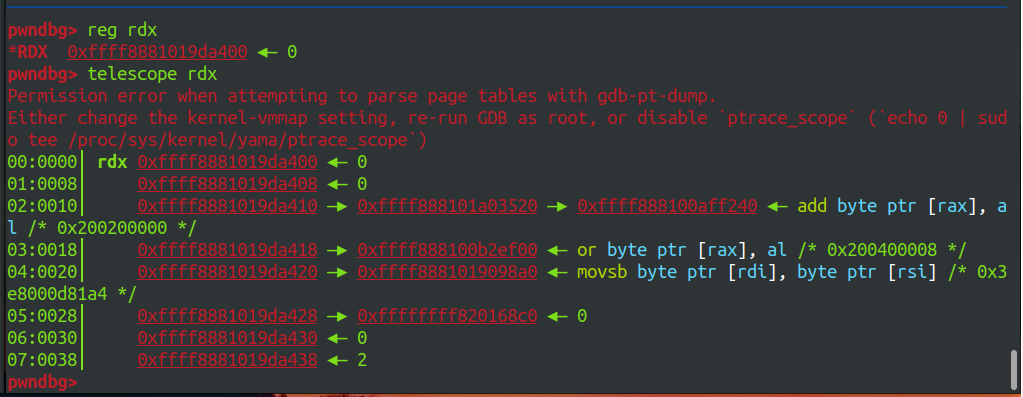 pwndbg> reg rdx
*RDX  0xffff8881019da400 ◂— 0
pwndbg> telescope rdx
Permission error when attempting to parse page tables with gdb-pt-dump.
Either change the kernel-vmmap setting, re-run GDB as root, or disable `ptrace_scope` (`echo 0 | sud
o tee /proc/sys/kernel/yama/ptrace_scope`)
00:0000│ rdx 0xffff8881019da400 ◂— 0
01:0008│     0xffff8881019da408 ◂— 0
02:0010│     0xffff8881019da410 —▸ 0xffff888101a03520 —▸ 0xffff888100aff240 ◂— add byte ptr [rax], a
l /* 0x200200000 */
03:0018│     0xffff8881019da418 —▸ 0xffff888100b2ef00 ◂— or byte ptr [rax], al /* 0x200400008 */
04:0020│     0xffff8881019da420 —▸ 0xffff8881019098a0 ◂— movsb byte ptr [rdi], byte ptr [rsi] /* 0x3
e8000d81a4 */
05:0028│     0xffff8881019da428 —▸ 0xffffffff820168c0 ◂— 0
06:0030│     0xffff8881019da430 ◂— 0
07:0038│     0xffff8881019da438 ◂— 2
pwndbg>